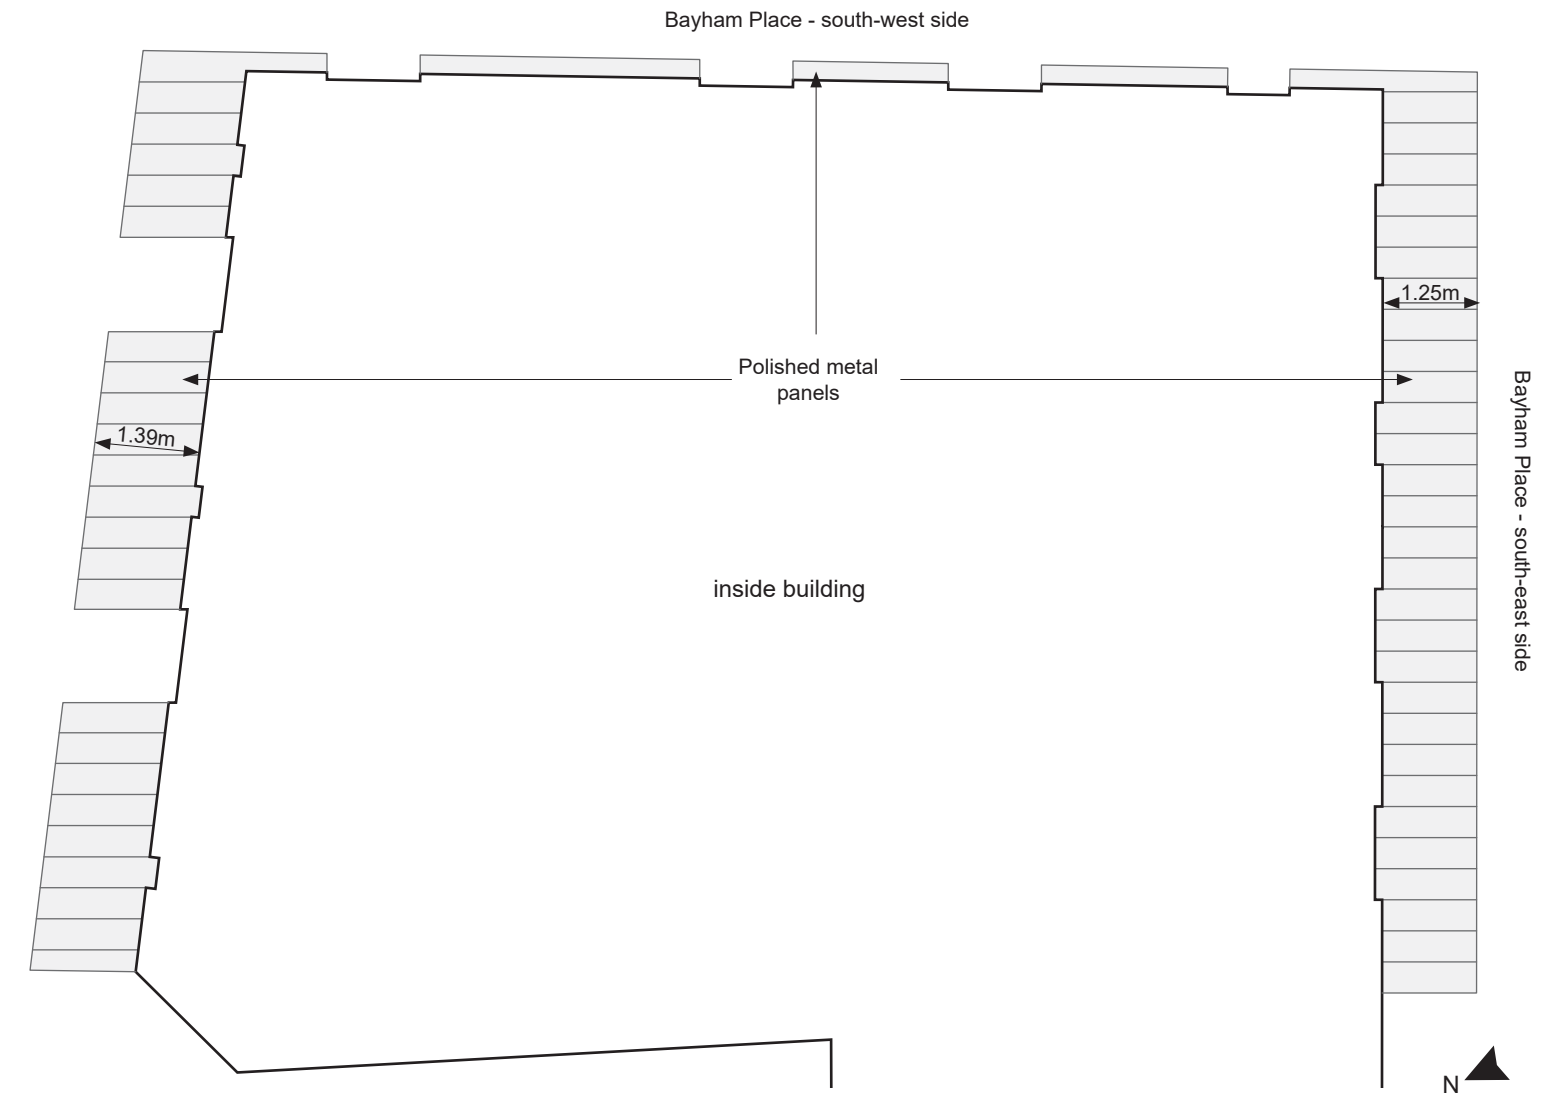 Bayham Place - south-west side
1.25m
Polished metal
panels
1.39m
Bayham Place - south-east side
inside building
N